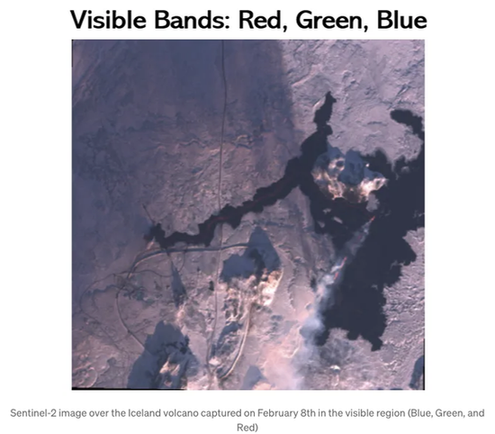 Visible Bands: Red, Green, Blue
Sentinel-2 image over the Iceland volcano captured on February 8th in the visible region (Blue, Green, and
Red)